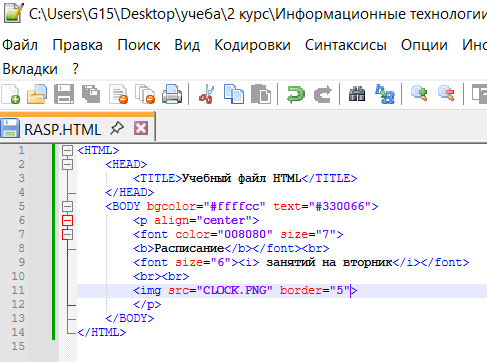 C:\Users\G15\Desktop\учеба\2 курс\Информационные технологии
Файл Правка Поиск Вид Кодировки Синтаксисы Опции Инс
Вкладки ?
RASP.HTML
1 <HTML>
2 <HEAD>
3 <TITLE>Учебный файл HTML</TITLE>
4 </HEAD>
5 <BODY bgcolor="#ffffcc" text="#330066">
6 <p align="center">
7 <font color="008080" size="7">
8 <b>Расписание</b></font><br>
9 <font size="6"><i> занятий на вторник</i></font>
10 <br><br>
11 <img src="CLOCK.PNG" border="5">
12 </p>
13 </BODY>
14 </HTML>
15